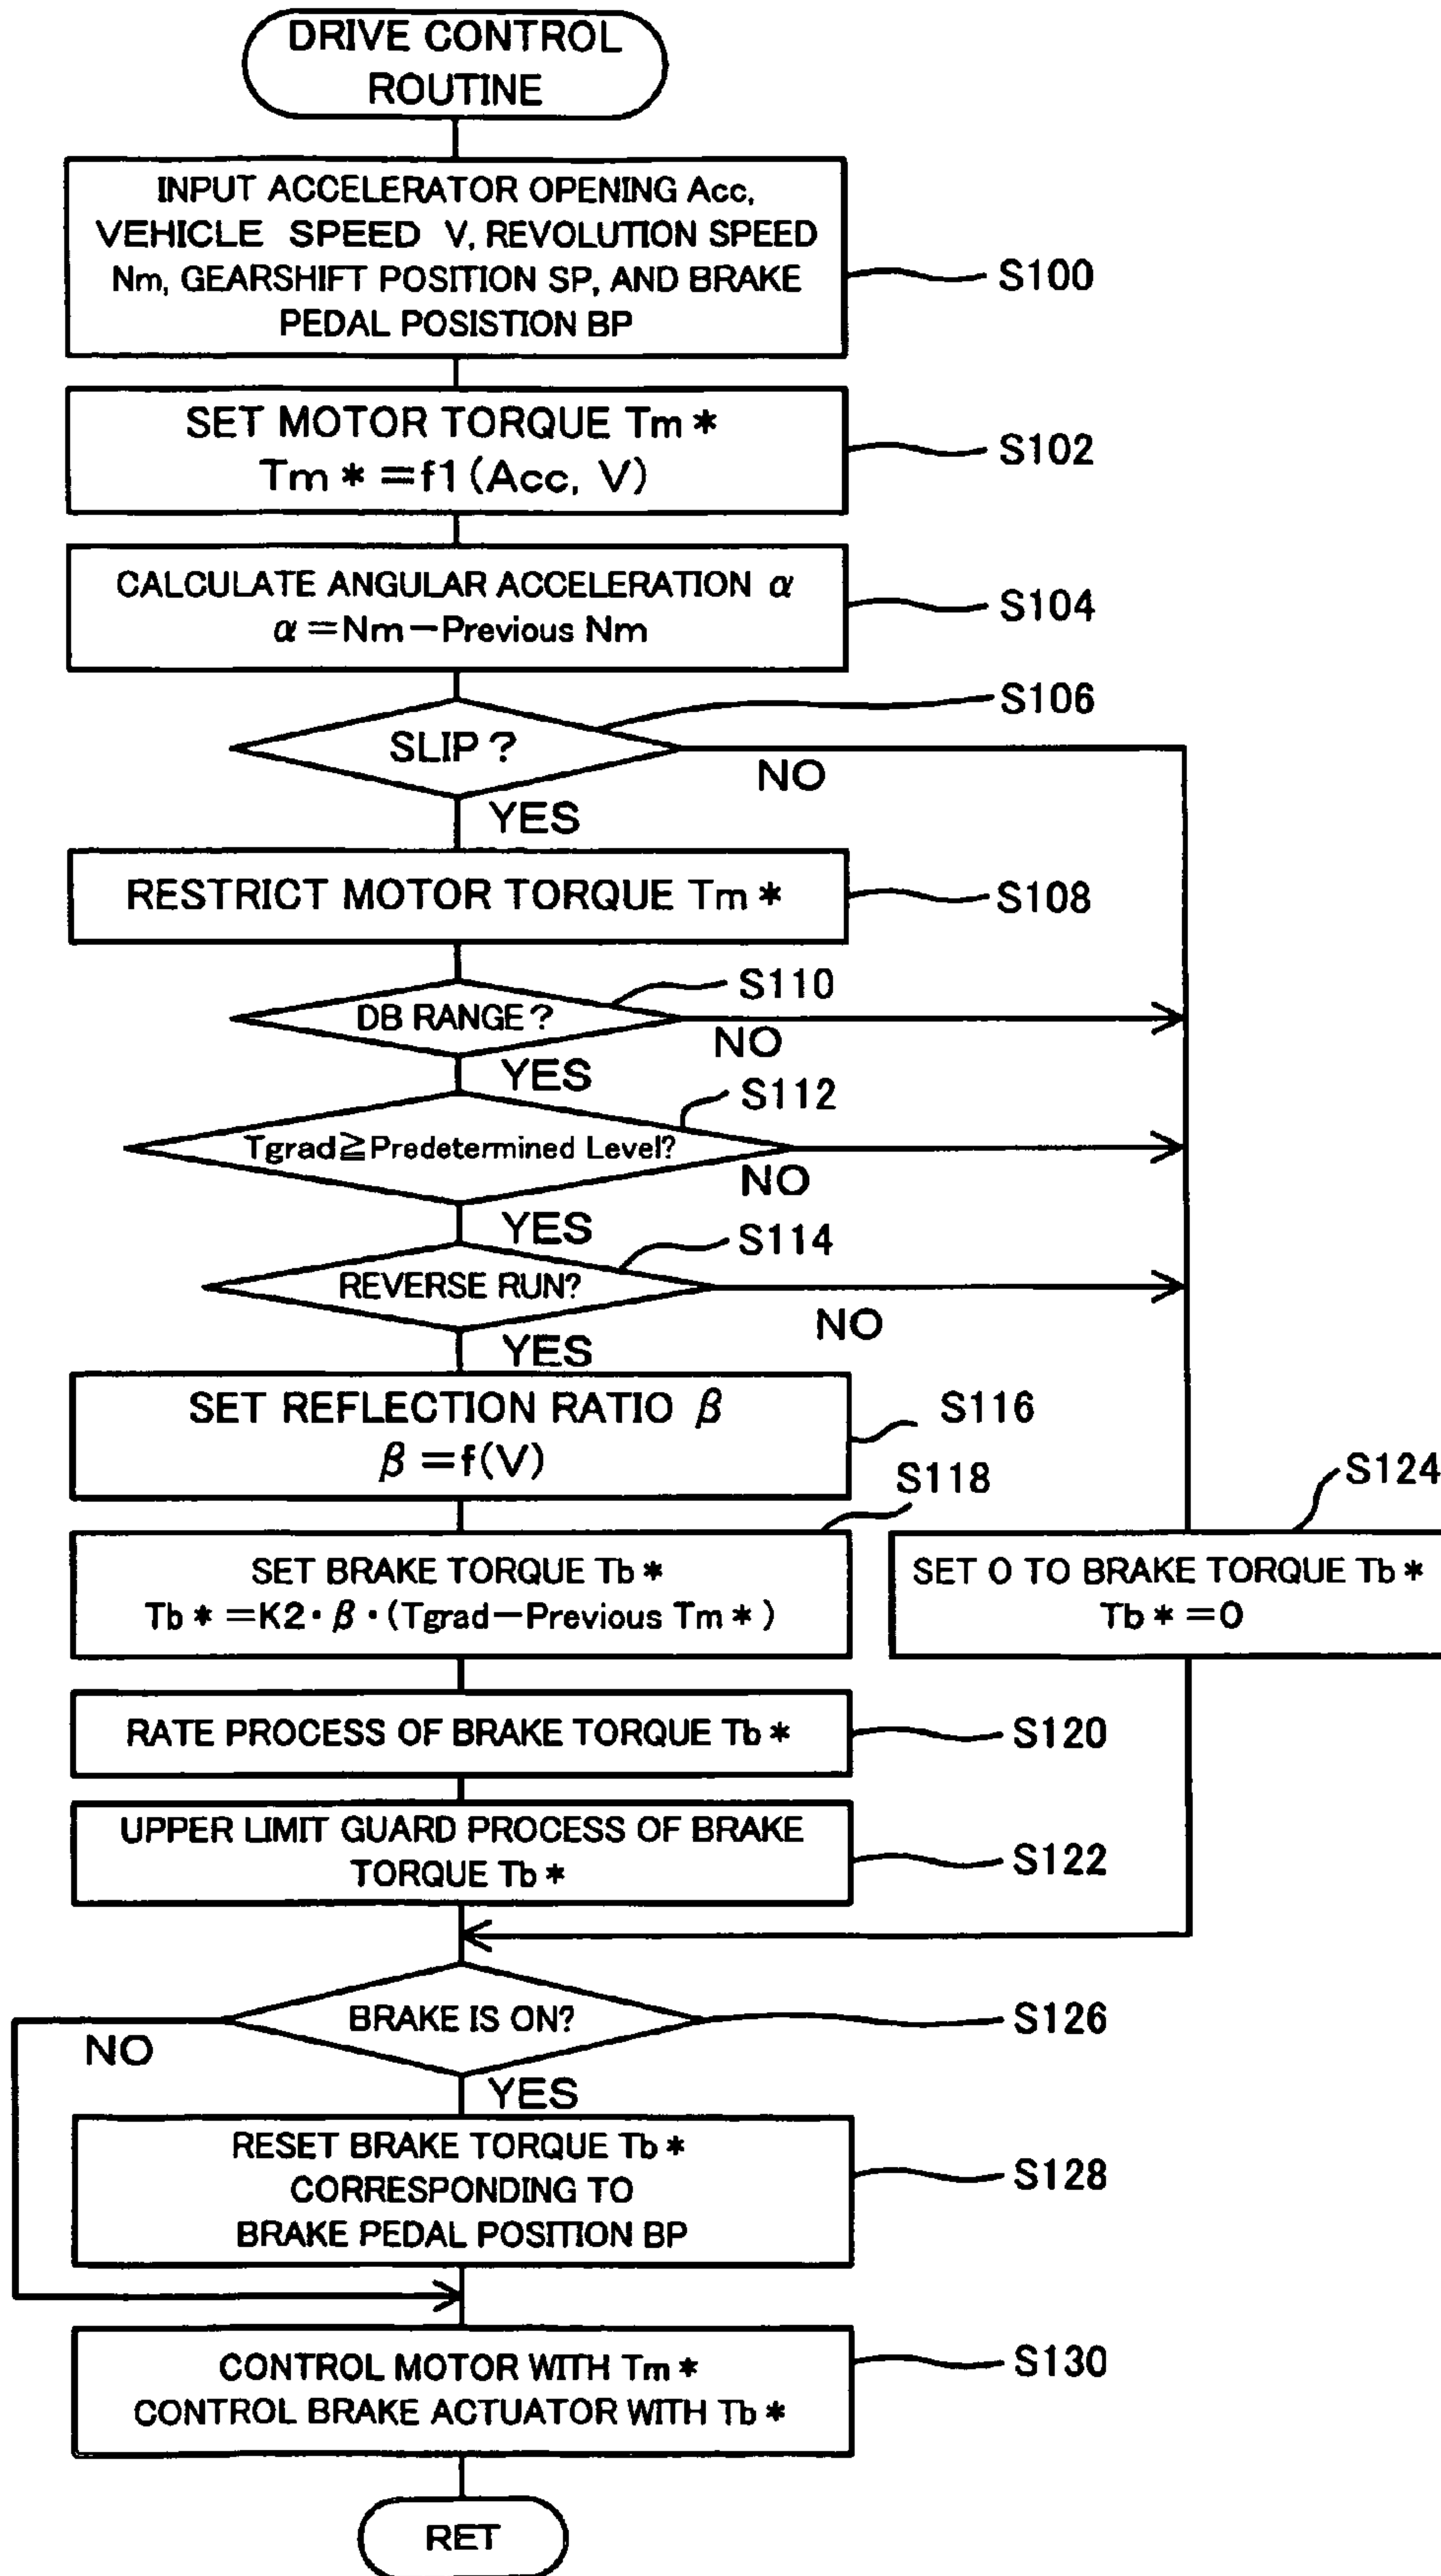 DRIVE CONTROL
ROUTINE
INPUT ACCELERATOR OPENING Acc,
VEHICLE SPEED V, REVOLUTION SPEED
Nm, GEARSHIFT POSITION SP, AND BRAKE
PEDAL POSISTION BP
S100
SET MOTOR TORQUE Tm*
Tm*=f1(Acc, V)
S102
CALCULATE ANGULAR ACCELERATION α
α=Nm-Previous Nm
S104
S106
SLIP?
NO
YES
RESTRICT MOTOR TORQUE Tm*
S108
S110
DB RANGE?
NO
YES
S112
Tgrad≧Predetermined Level?
NO
YES
S114
REVERSE RUN?
NO
YES
SET REFLECTION RATIO β
β=f(V)
S116
S118
S124
SET BRAKE TORQUE Tb*
Tb*=K2・β・(Tgrad-Previous Tm*)
SET 0 TO BRAKE TORQUE Tb*
Tb*=0
RATE PROCESS OF BRAKE TORQUE Tb*
S120
UPPER LIMIT GUARD PROCESS OF BRAKE
TORQUE Tb*
S122
BRAKE IS ON?
S126
NO
YES
RESET BRAKE TORQUE Tb*
CORRESPONDING TO
BRAKE PEDAL POSITION BP
S128
CONTROL MOTOR WITH Tm*
CONTROL BRAKE ACTUATOR WITH Tb*
S130
RET